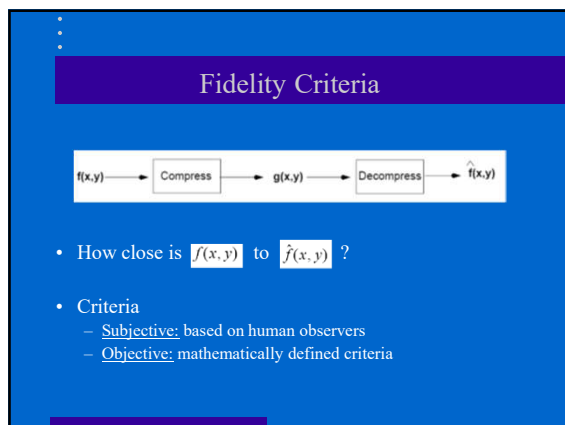 Fidelity Criteria
f(x,y) Compress g(x,y) Decompress f̂(x,y)
• How close is f(x, y) to f̂(x, y) ?
• Criteria
– Subjective: based on human observers
– Objective: mathematically defined criteria